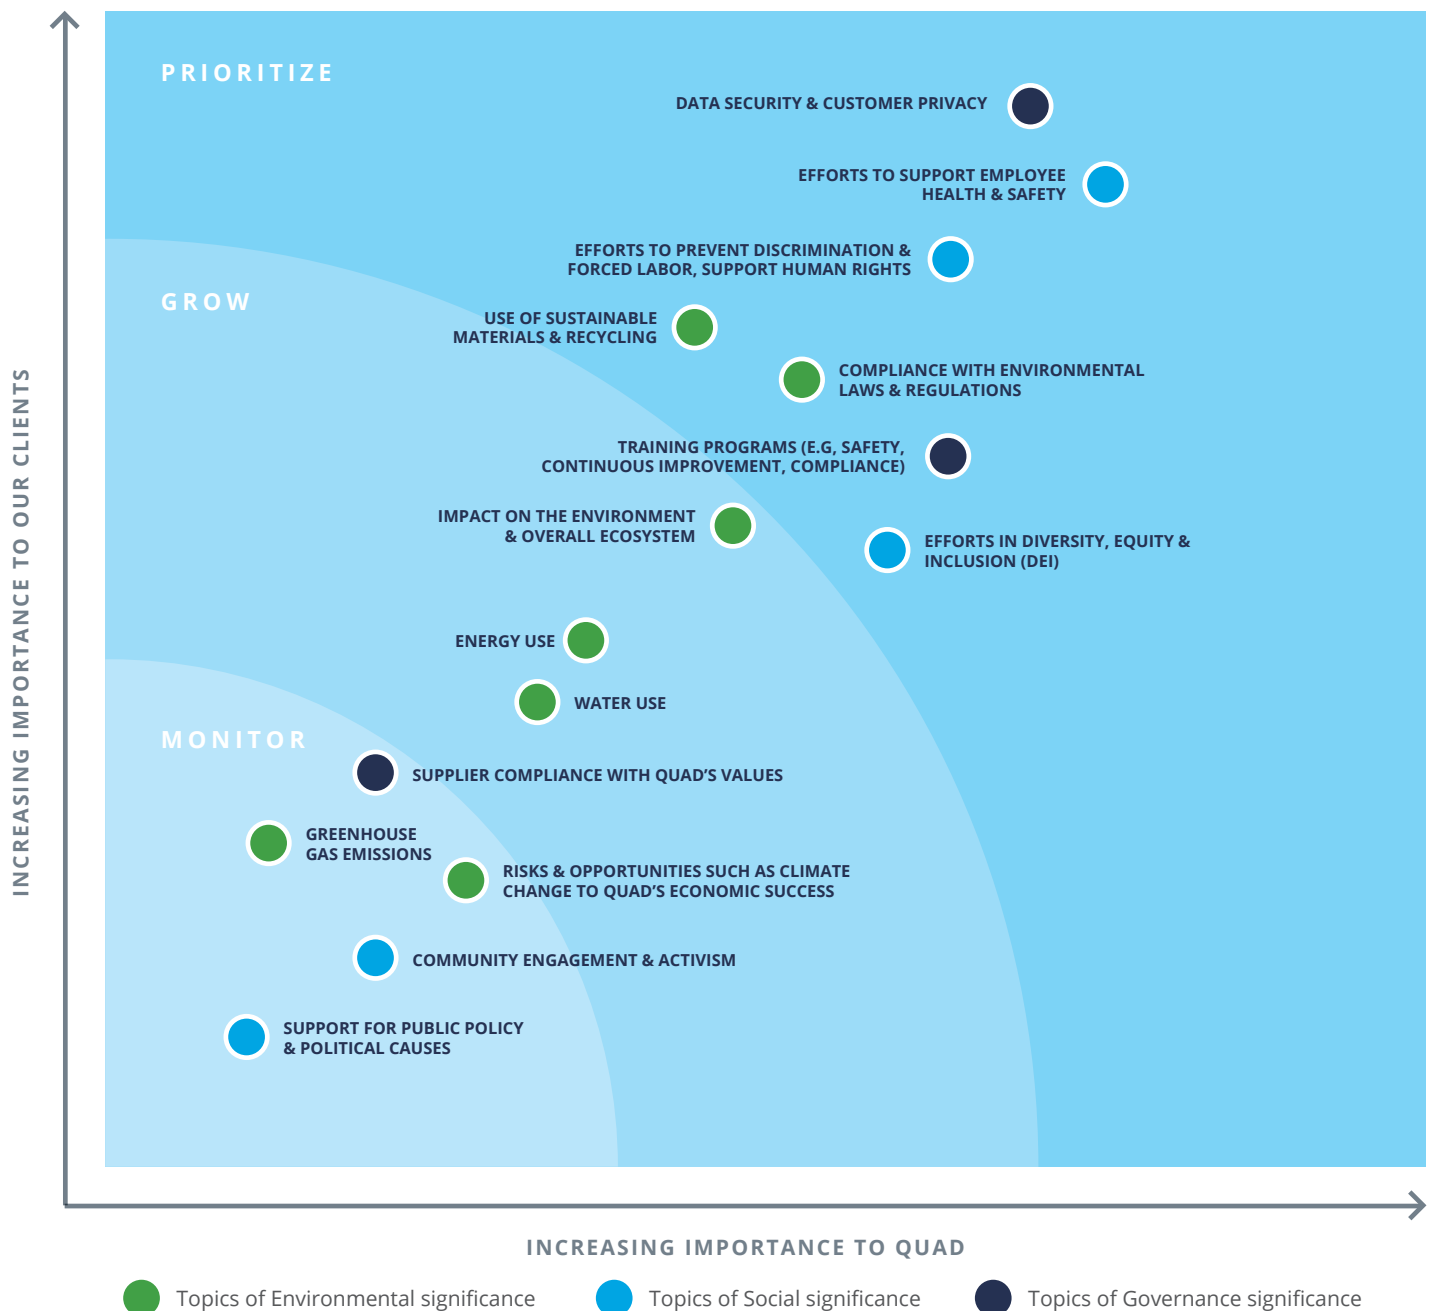 PRIORITIZE
DATA SECURITY & CUSTOMER PRIVACY
EFFORTS TO SUPPORT EMPLOYEE
HEALTH & SAFETY
EFFORTS TO PREVENT DISCRIMINATION &
FORCED LABOR, SUPPORT HUMAN RIGHTS
GROW
USE OF SUSTAINABLE
MATERIALS & RECYCLING
COMPLIANCE WITH ENVIRONMENTAL
LAWS & REGULATIONS
TRAINING PROGRAMS (E.G, SAFETY,
CONTINUOUS IMPROVEMENT, COMPLIANCE)
IMPACT ON THE ENVIRONMENT
& OVERALL ECOSYSTEM
EFFORTS IN DIVERSITY, EQUITY &
INCLUSION (DEI)
ENERGY USE
WATER USE
MONITOR
SUPPLIER COMPLIANCE WITH QUAD’S VALUES
GREENHOUSE
GAS EMISSIONS
RISKS & OPPORTUNITIES SUCH AS CLIMATE
CHANGE TO QUAD’S ECONOMIC SUCCESS
COMMUNITY ENGAGEMENT & ACTIVISM
SUPPORT FOR PUBLIC POLICY
& POLITICAL CAUSES
INCREASING IMPORTANCE TO OUR CLIENTS
INCREASING IMPORTANCE TO QUAD
Topics of Environmental significance
Topics of Social significance
Topics of Governance significance